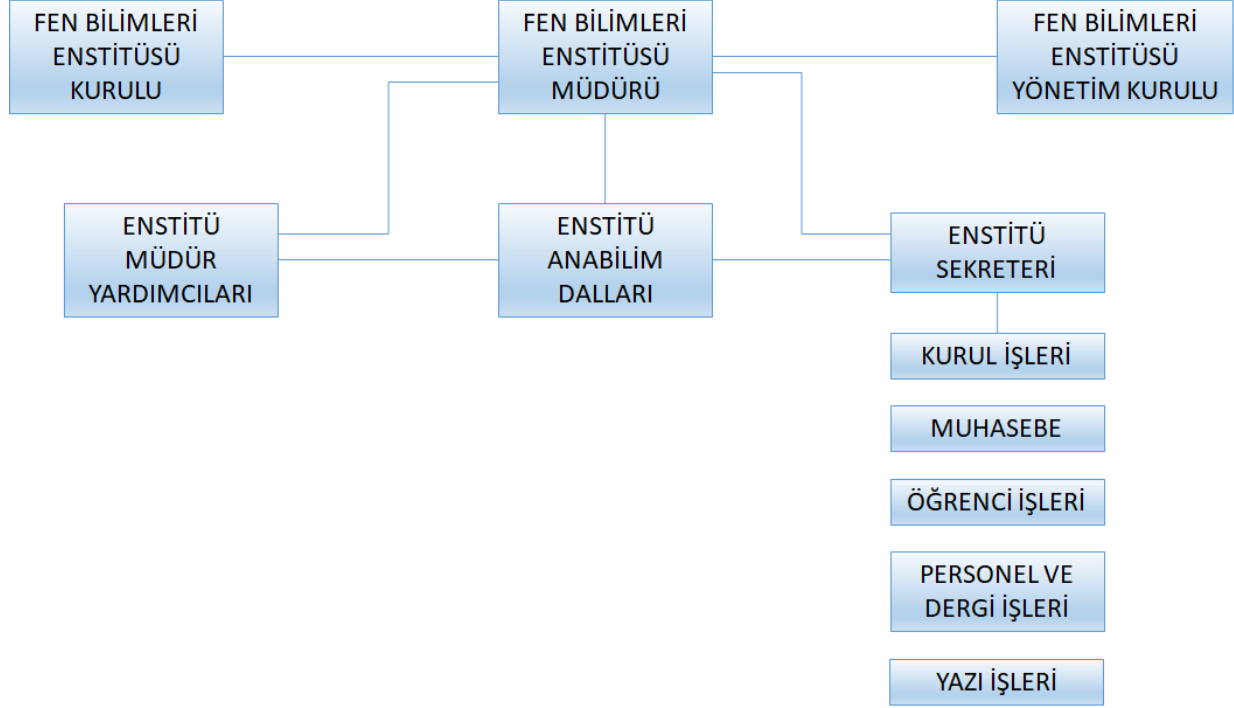 FEN BİLİMLERİ
ENSTİTÜSÜ
KURULU
FEN BİLİMLERİ
ENSTİTÜSÜ
MÜDÜRÜ
FEN BİLİMLERİ
ENSTİTÜSÜ
YÖNETİM KURULU
ENSTİTÜ
MÜDÜR
YARDIMCILARI
ENSTİTÜ
ANABİLİM
DALLARI
ENSTİTÜ
SEKRETERİ
KURUL İŞLERİ
MUHASEBE
ÖĞRENCİ İŞLERİ
PERSONEL VE
DERGİ İŞLERİ
YAZI İŞLERİ